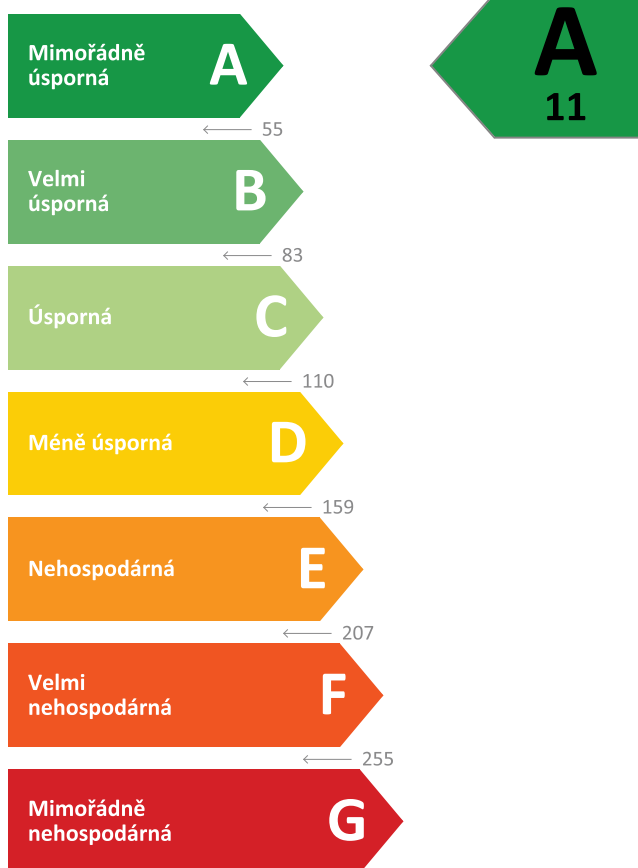 Mimořádně
úsporná
A
A
11
55
Velmi
úsporná
B
83
Úsporná
C
110
Méně úsporná
D
159
Nehospodárná
E
207
Velmi
nehospodárná
F
255
Mimořádně
nehospodárná
G